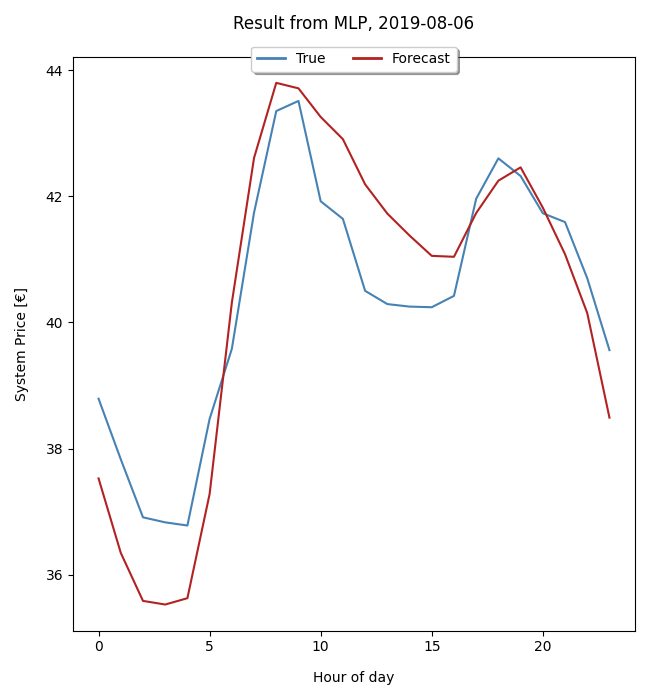 Result from MLP, 2019-08-06
True Forecast
44
42
40
38
36
System Price [€]
0 5 10 15 20
Hour of day